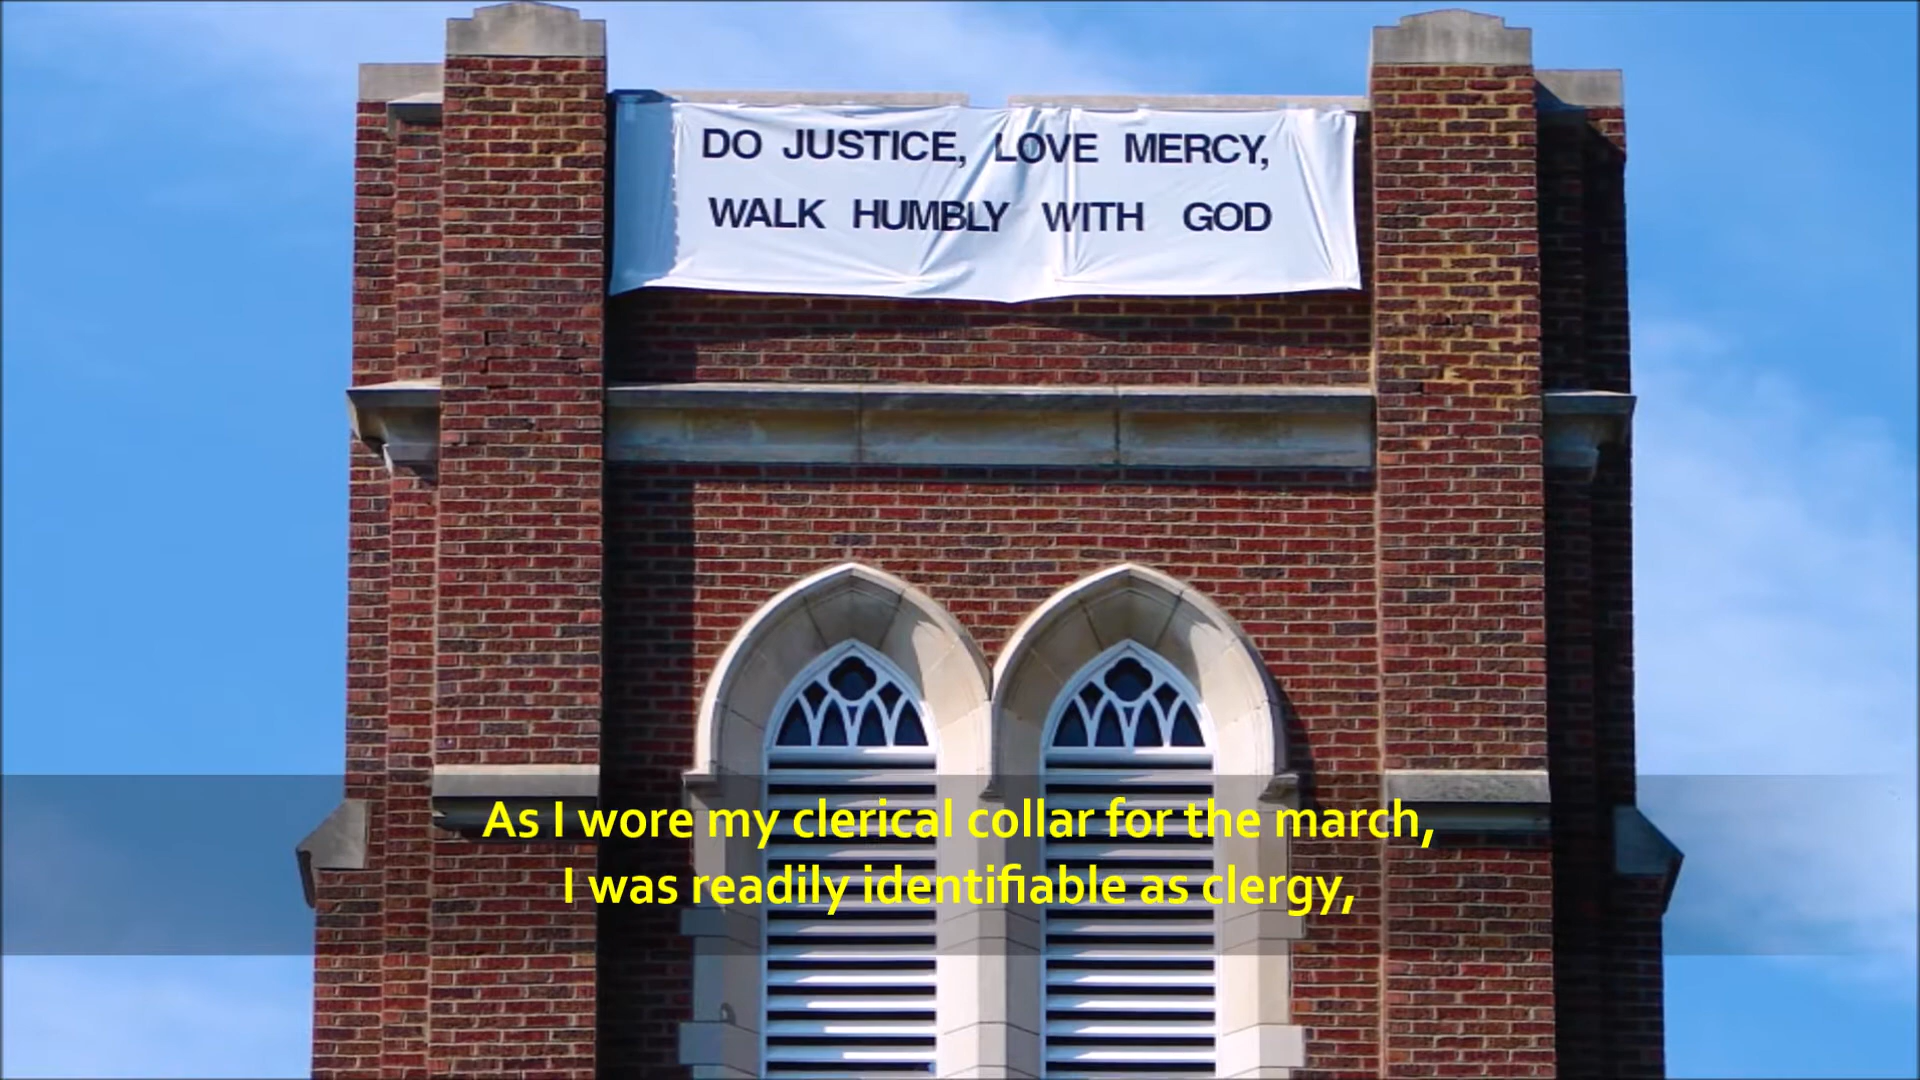 DO JUSTICE, LOVE MERCY,
WALK HUMBLY WITH GOD
As I wore my clerical collar for the march,
I was readily identifiable as clergy,